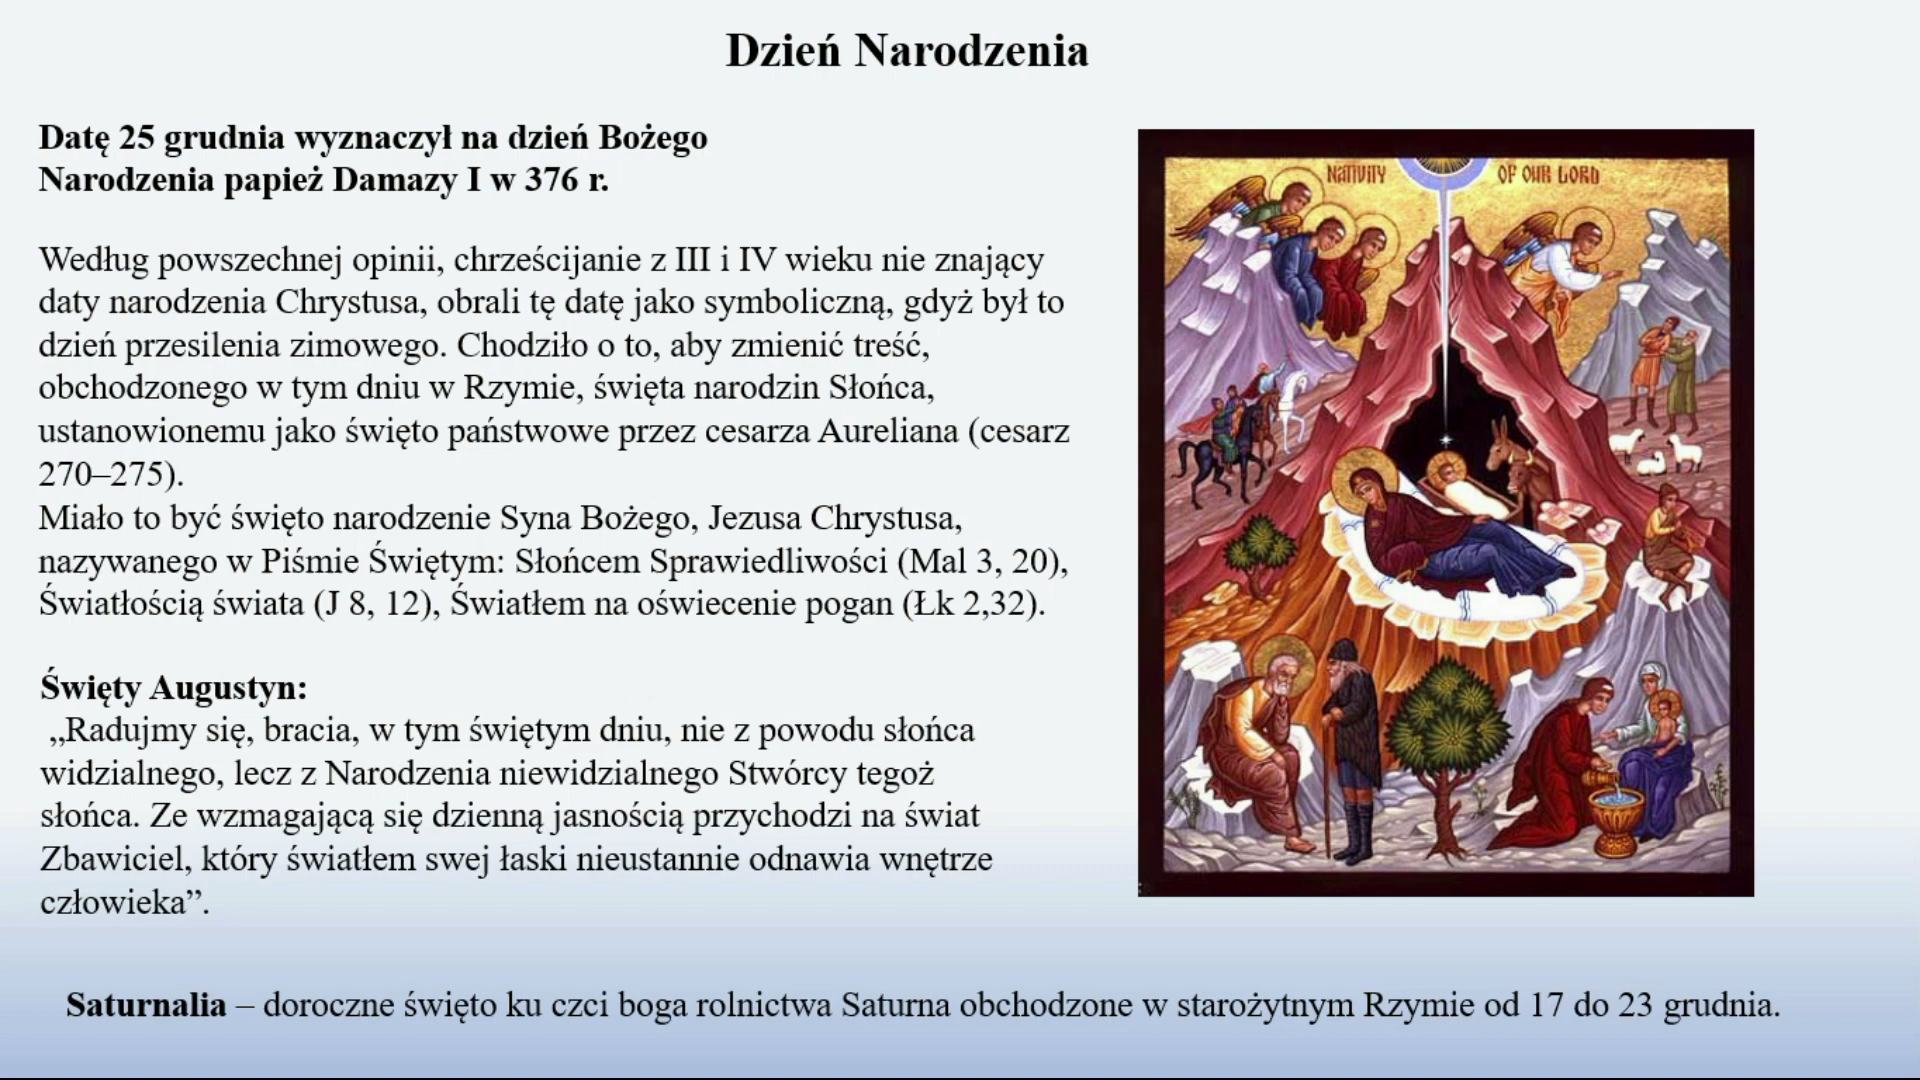 Dzień Narodzenia
Datę 25 grudnia wyznaczył na dzień Bożego
Narodzenia papież Damazy I w 376 r.
Według powszechnej opinii, chrześcijanie z III i IV wieku nie znający
daty narodzenia Chrystusa, obrali tę datę jako symboliczną, gdyż był to
dzień przesilenia zimowego. Chodziło o to, aby zmienić treść,
obchodzonego w tym dniu w Rzymie, święta narodzin Słońca,
ustanowionemu jako święto państwowe przez cesarza Aureliana (cesarz
270–275).
Miało to być święto narodzenie Syna Bożego, Jezusa Chrystusa,
nazywanego w Piśmie Świętym: Słońcem Sprawiedliwości (Mal 3, 20),
Światłością świata (J 8, 12), Światłem na oświecenie pogan (Łk 2,32).
Święty Augustyn:
„Radujmy się, bracia, w tym świętym dniu, nie z powodu słońca
widzialnego, lecz z Narodzenia niewidzialnego Stwórcy tegoż
słońca. Ze wzmagającą się dzienną jasnością przychodzi na świat
Zbawiciel, który światłem swej łaski nieustannie odnawia wnętrze
człowieka”.
NATIVITY OF OUR LORD
Saturnalia – doroczne święto ku czci boga rolnictwa Saturna obchodzone w starożytnym Rzymie od 17 do 23 grudnia.